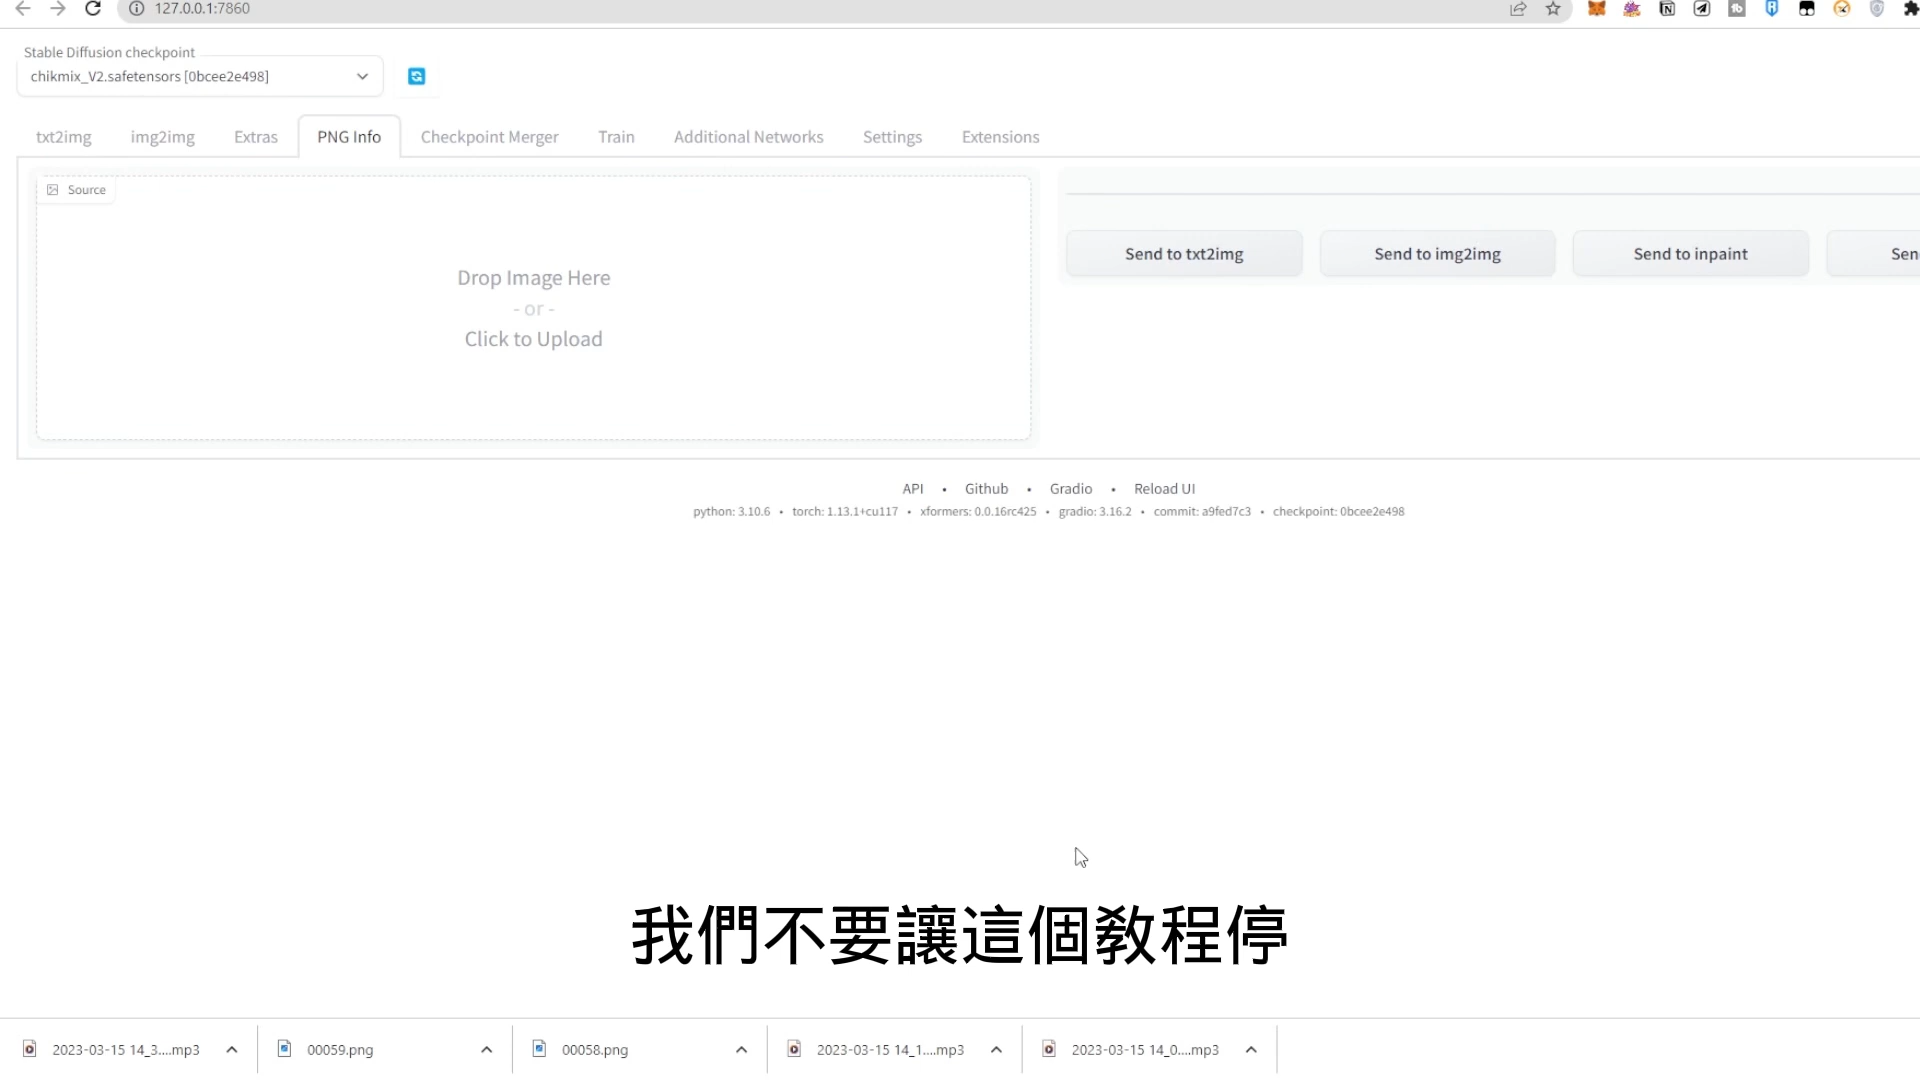 127.0.0.1:7860
Stable Diffusion checkpoint
chikmix_V2.safetensors [0bcee2e498]
txt2img img2img Extras PNG Info Checkpoint Merger Train Additional Networks Settings Extensions
Source
Drop Image Here
- or -
Click to Upload
Send to txt2img Send to img2img Send to inpaint Sen
API • Github • Gradio • Reload UI
python: 3.10.6 • torch: 1.13.1+cu117 • xformers: 0.0.16rc425 • gradio: 3.16.2 • commit: a9fed7c3 • checkpoint: 0bcee2e498
我們不要讓這個教程停
2023-03-15 14_3....mp3 00059.png 00058.png 2023-03-15 14_1....mp3 2023-03-15 14_0....mp3